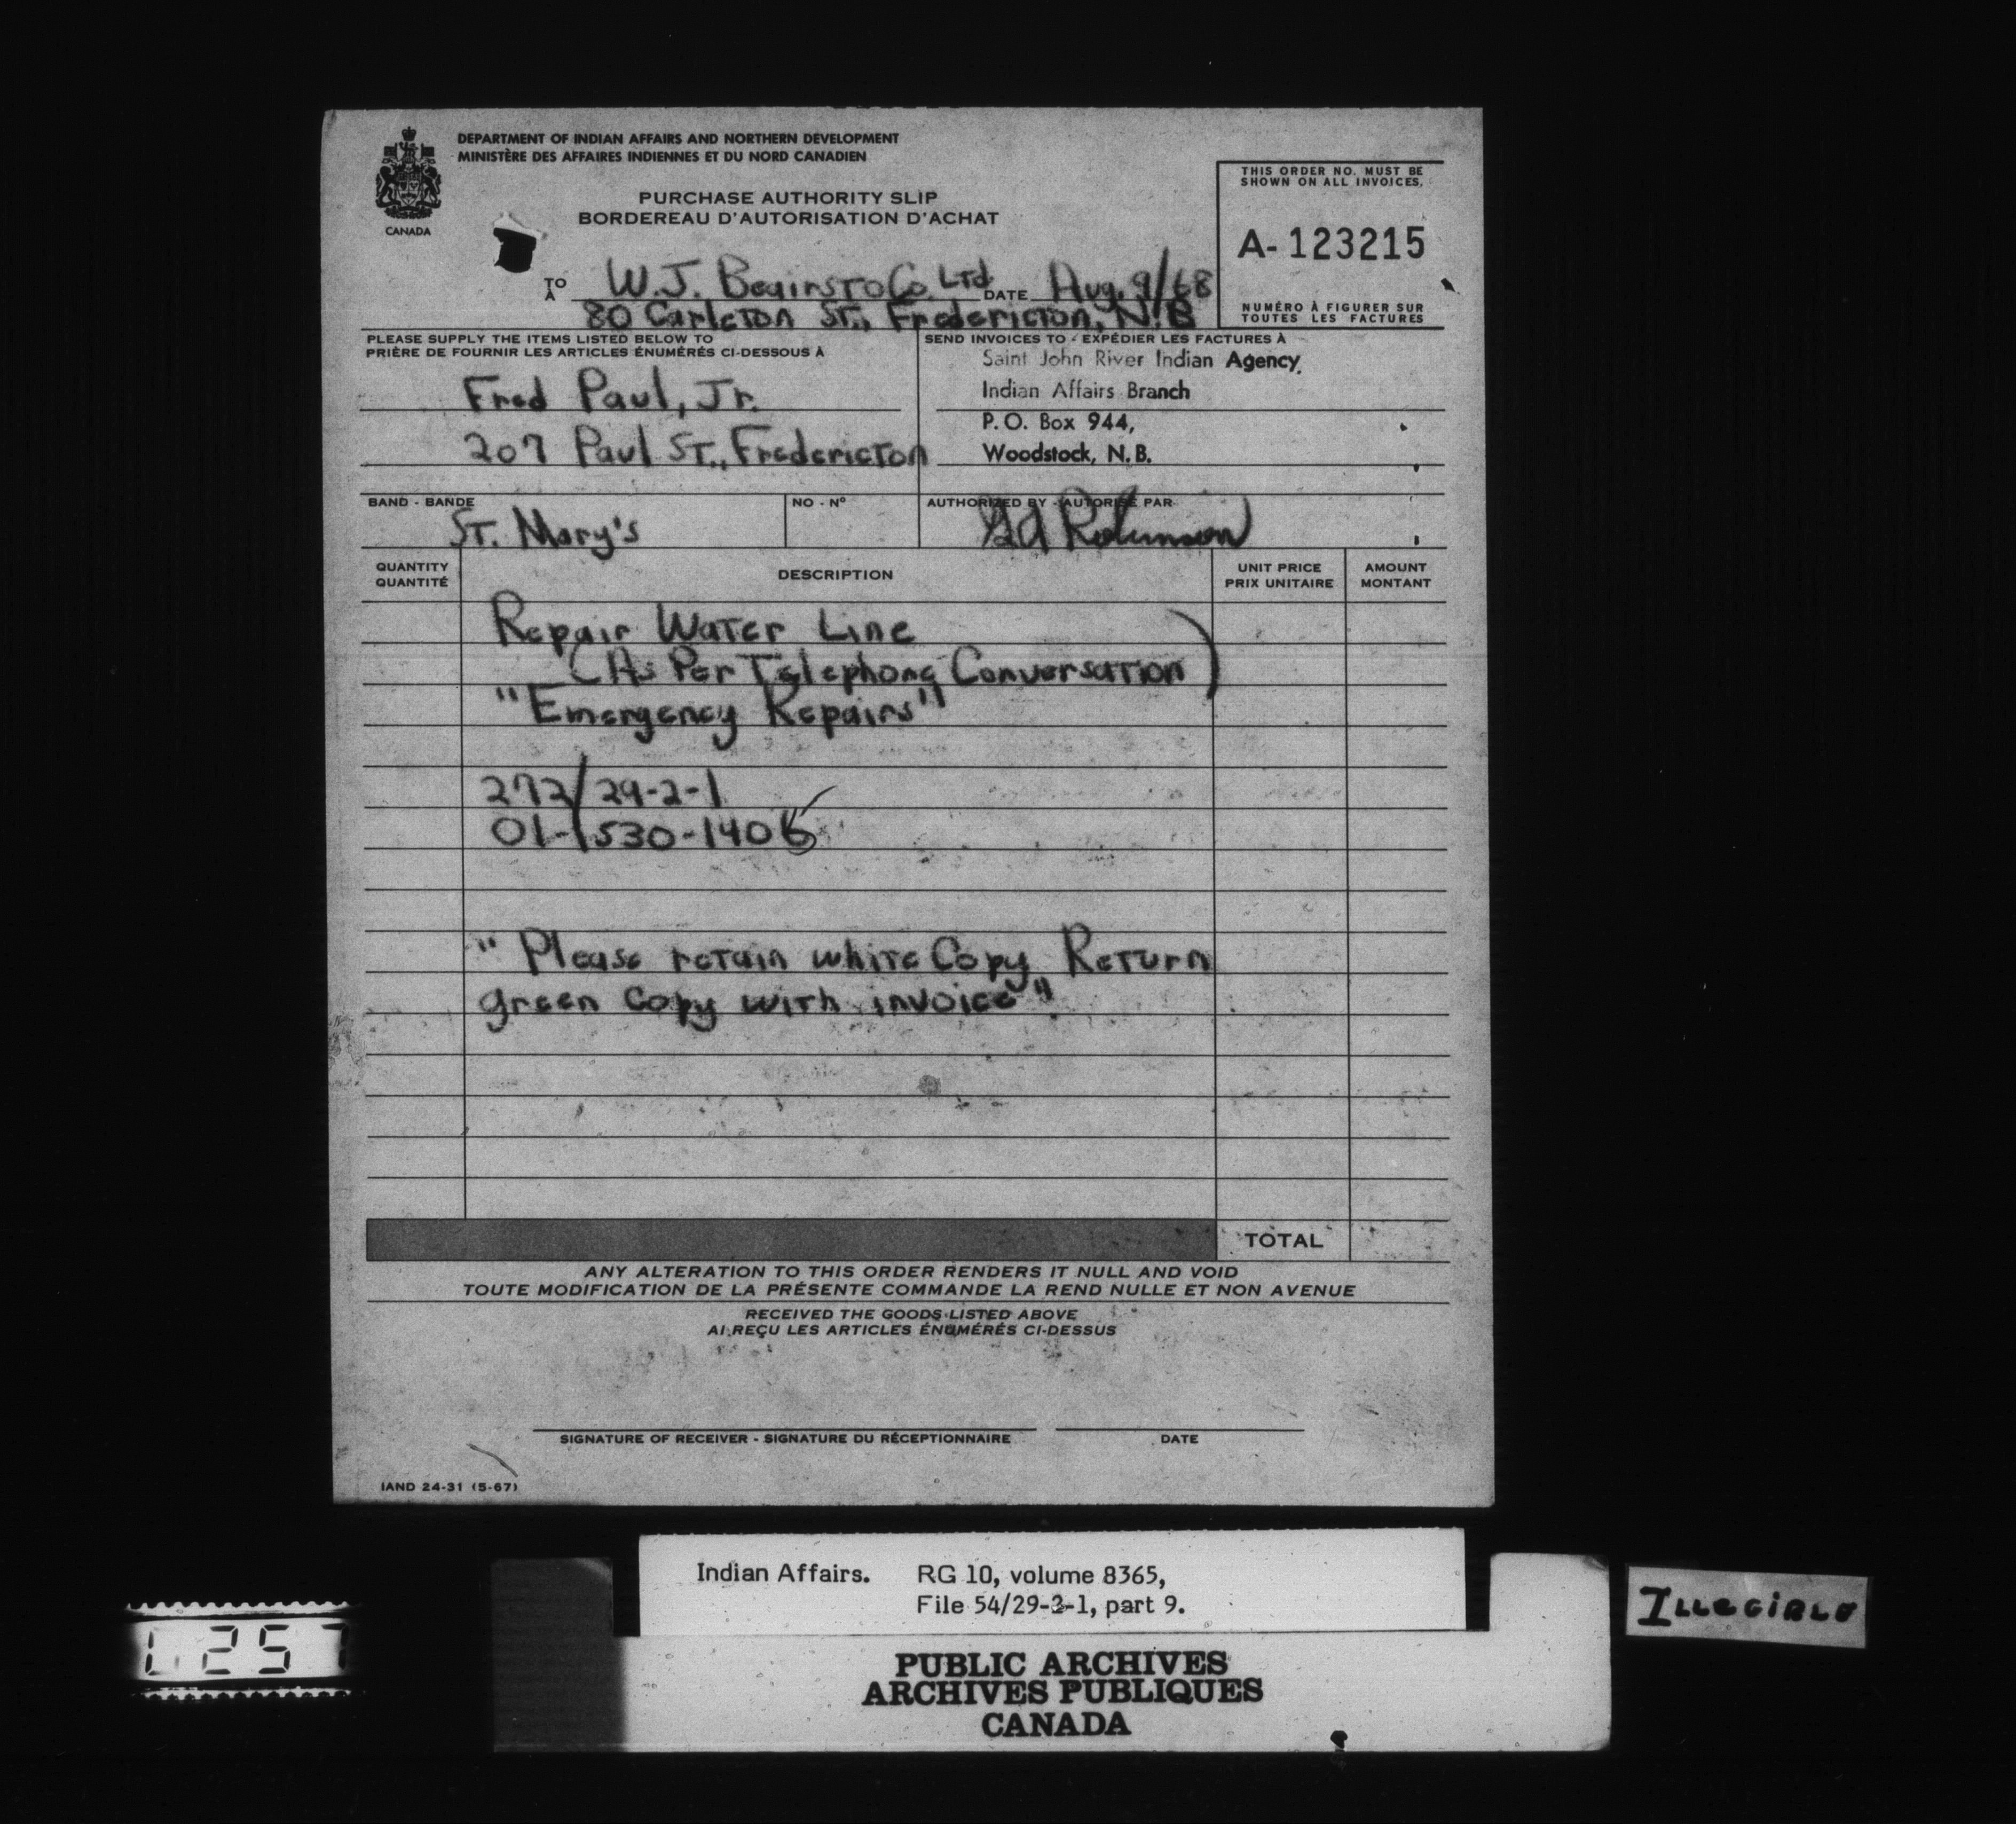 DEPARTMENT OF INDIAN AFFAIRS AND NORTHERN DEVELOPMENT
MINISTÈRE DES AFFAIRES INDIENNES ET DU NORD CANADIEN
CANADA
PURCHASE AUTHORITY SLIP
BORDEREAU D'AUTORISATION D'ACHAT
THIS ORDER NO. MUST BE
SHOWN ON ALL INVOICES.
A-123215
NUMÉRO À FIGURER SUR
TOUTES LES FACTURES
TO
A
W.J. Co. Ltd. DATE Aug. 9/68
80 Carleton St., Fredericton, N.B
PLEASE SUPPLY THE ITEMS LISTED BELOW TO
PRIÈRE DE FOURNIR LES ARTICLES ÉNUMÉRÉS CI-DESSOUS À
Fred Paul, Jr.
207 Paul St., Fredericton
SEND INVOICES TO - EXPÉDIER LES FACTURES À
Saint John River Indian Agency,
Indian Affairs Branch
P.O. Box 944,
Woodstock, N.B.
BAND - BANDE
St. Mary's
NO - Nº
AUTHORIZED BY - AUTORISÉ PAR
Robinson
QUANTITY
QUANTITÉ
DESCRIPTION
UNIT PRICE
PRIX UNITAIRE
AMOUNT
MONTANT
Repair Water Line
(As Per Telephone Conversation)
"Emergency Repairs"
272/29-2-1
01-1530-1406
"Please retain white Copy Return
green copy with invoice"
TOTAL
ANY ALTERATION TO THIS ORDER RENDERS IT NULL AND VOID
TOUTE MODIFICATION DE LA PRÉSENTE COMMANDE LA REND NULLE ET NON AVENUE
RECEIVED THE GOODS LISTED ABOVE
AI REÇU LES ARTICLES ÉNUMÉRÉS CI-DESSUS
SIGNATURE OF RECEIVER - SIGNATURE DU RÉCEPTIONNAIRE
DATE
IAND 24-31 (5-67)
Indian Affairs. RG 10, volume 8365,
File 54/29-2-1, part 9.
PUBLIC ARCHIVES
ARCHIVES PUBLIQUES
CANADA
Illegible